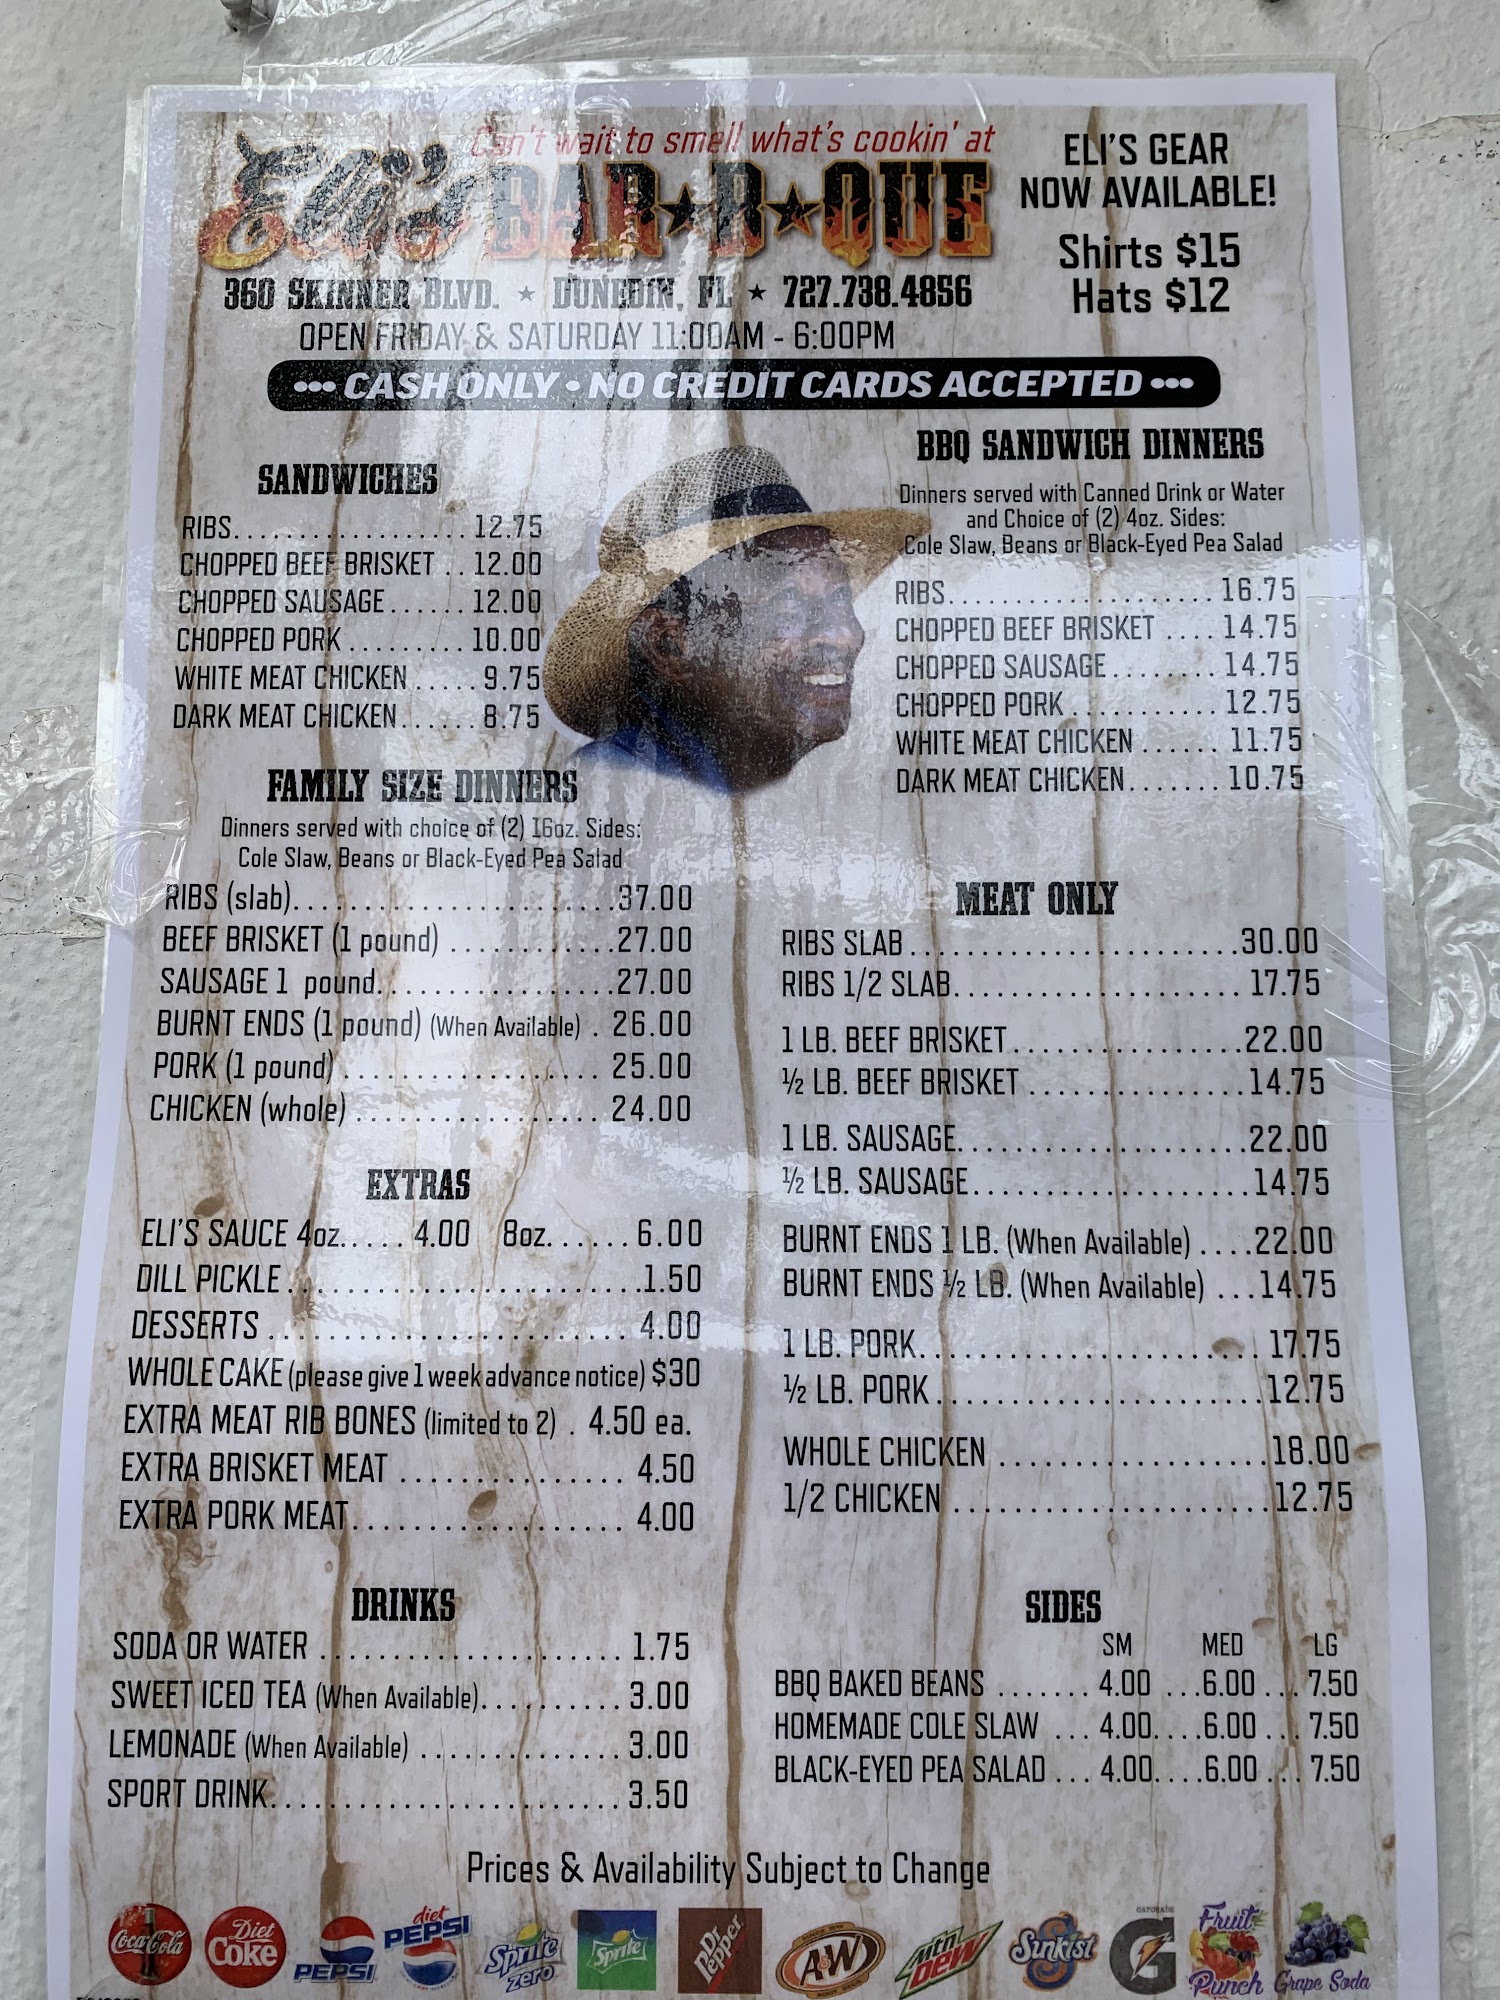 Can't wait to smell what's cookin' at
Eli's BAR★B★QUE
360 SKINNER BLVD. ★ DUNEDIN, FL ★ 727.738.4856
OPEN FRIDAY & SATURDAY 11:00AM - 6:00PM
ELI'S GEAR
NOW AVAILABLE!
Shirts $15
Hats $12
••• CASH ONLY • NO CREDIT CARDS ACCEPTED •••
SANDWICHES
RIBS.................. 12.75
CHOPPED BEEF BRISKET .. 12.00
CHOPPED SAUSAGE...... 12.00
CHOPPED PORK ......... 10.00
WHITE MEAT CHICKEN ..... 9.75
DARK MEAT CHICKEN...... 8.75
BBQ SANDWICH DINNERS
Dinners served with Canned Drink or Water
and Choice of (2) 4oz. Sides:
Cole Slaw, Beans or Black-Eyed Pea Salad
RIBS..................... 16.75
CHOPPED BEEF BRISKET .... 14.75
CHOPPED SAUSAGE........ 14.75
CHOPPED PORK ........... 12.75
WHITE MEAT CHICKEN ...... 11.75
DARK MEAT CHICKEN....... 10.75
FAMILY SIZE DINNERS
Dinners served with choice of (2) 16oz. Sides:
Cole Slaw, Beans or Black-Eyed Pea Salad
RIBS (slab).......................37.00
BEEF BRISKET (1 pound) ............27.00
SAUSAGE 1 pound.................27.00
BURNT ENDS (1 pound) (When Available) . 26.00
PORK (1 pound) .................. 25.00
CHICKEN (whole) ................. 24.00
MEAT ONLY
RIBS SLAB ........................30.00
RIBS 1/2 SLAB.................... 17.75
1 LB. BEEF BRISKET.................22.00
½ LB. BEEF BRISKET ................14.75
1 LB. SAUSAGE.....................22.00
½ LB. SAUSAGE....................14.75
BURNT ENDS 1 LB. (When Available) ....22.00
BURNT ENDS ½ LB. (When Available) ...14.75
1 LB. PORK........................ 17.75
½ LB. PORK .......................12.75
WHOLE CHICKEN ...................18.00
1/2 CHICKEN ......................12.75
EXTRAS
ELI'S SAUCE 4oz..... 4.00 8oz...... 6.00
DILL PICKLE .........................1.50
DESSERTS ......................... 4.00
WHOLE CAKE (please give 1 week advance notice) $30
EXTRA MEAT RIB BONES (limited to 2) . 4.50 ea.
EXTRA BRISKET MEAT ................ 4.50
EXTRA PORK MEAT................... 4.00
DRINKS
SODA OR WATER ..................... 1.75
SWEET ICED TEA (When Available).......... 3.00
LEMONADE (When Available) .............. 3.00
SPORT DRINK........................ 3.50
SIDES
SM MED LG
BBQ BAKED BEANS ....... 4.00 ...6.00 ... 7.50
HOMEMADE COLE SLAW ... 4.00....6.00 ... 7.50
BLACK-EYED PEA SALAD ... 4.00....6.00 ... 7.50
Prices & Availability Subject to Change
Coca-Cola
Diet Coke
PEPSI
diet PEPSI
Sprite zero
Sprite
Dr Pepper
A&W
Mtn DEW
Sunkist
GATORADE
G
Fruit Punch
Grape Soda